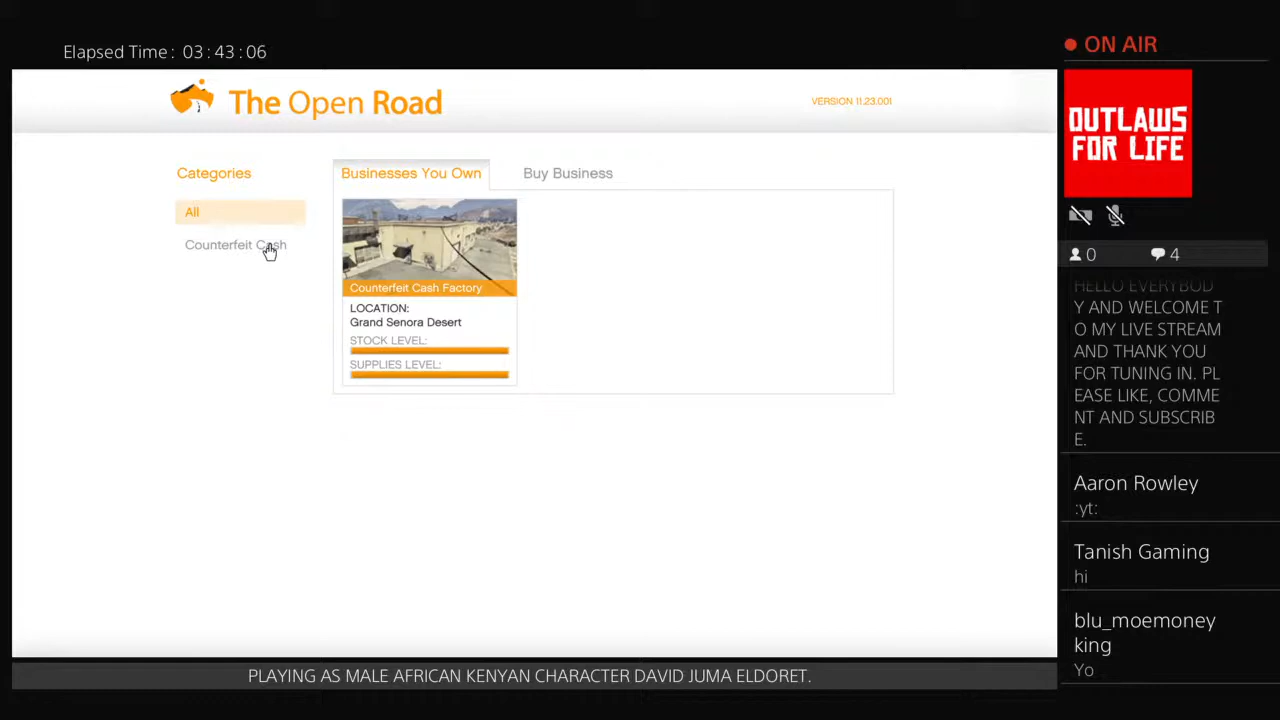 Elapsed Time: 03:43:06
The Open Road
VERSION 11.23.001
Categories
All
Counterfeit Cash
Businesses You Own
Buy Business
Counterfeit Cash Factory
LOCATION:
Grand Senora Desert
STOCK LEVEL:
SUPPLIES LEVEL:
PLAYING AS MALE AFRICAN KENYAN CHARACTER DAVID JUMA ELDORET.
ON AIR
OUTLAWS
FOR LIFE
0
4
HELLO EVERYBOD
Y AND WELCOME T
O MY LIVE STREAM
AND THANK YOU
FOR TUNING IN. PL
EASE LIKE, COMME
NT AND SUBSCRIB
E.
Aaron Rowley
:yt:
Tanish Gaming
hi
blu_moemoney
king
Yo